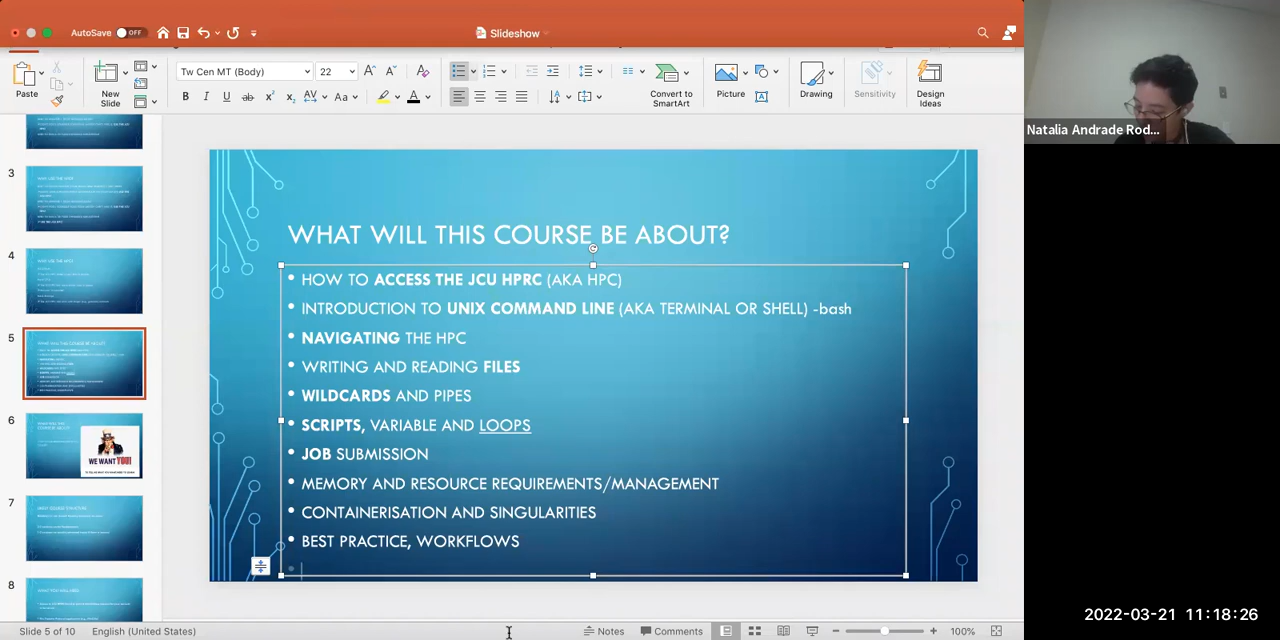 AutoSave OFF
Slideshow
Paste
New Slide
Tw Cen MT (Body)
22
Convert to SmartArt
Picture
Drawing
Sensitivity
Design Ideas
Natalia Andrade Rod...
3
4
5
6
WE WANT YOU!
7
8
WHAT WILL THIS COURSE BE ABOUT?
• HOW TO ACCESS THE JCU HPRC (AKA HPC)
• INTRODUCTION TO UNIX COMMAND LINE (AKA TERMINAL OR SHELL) -bash
• NAVIGATING THE HPC
• WRITING AND READING FILES
• WILDCARDS AND PIPES
• SCRIPTS, VARIABLE AND LOOPS
• JOB SUBMISSION
• MEMORY AND RESOURCE REQUIREMENTS/MANAGEMENT
• CONTAINERISATION AND SINGULARITIES
• BEST PRACTICE, WORKFLOWS
Slide 5 of 10 English (United States)
Notes Comments
100%
2022-03-21 11:18:26